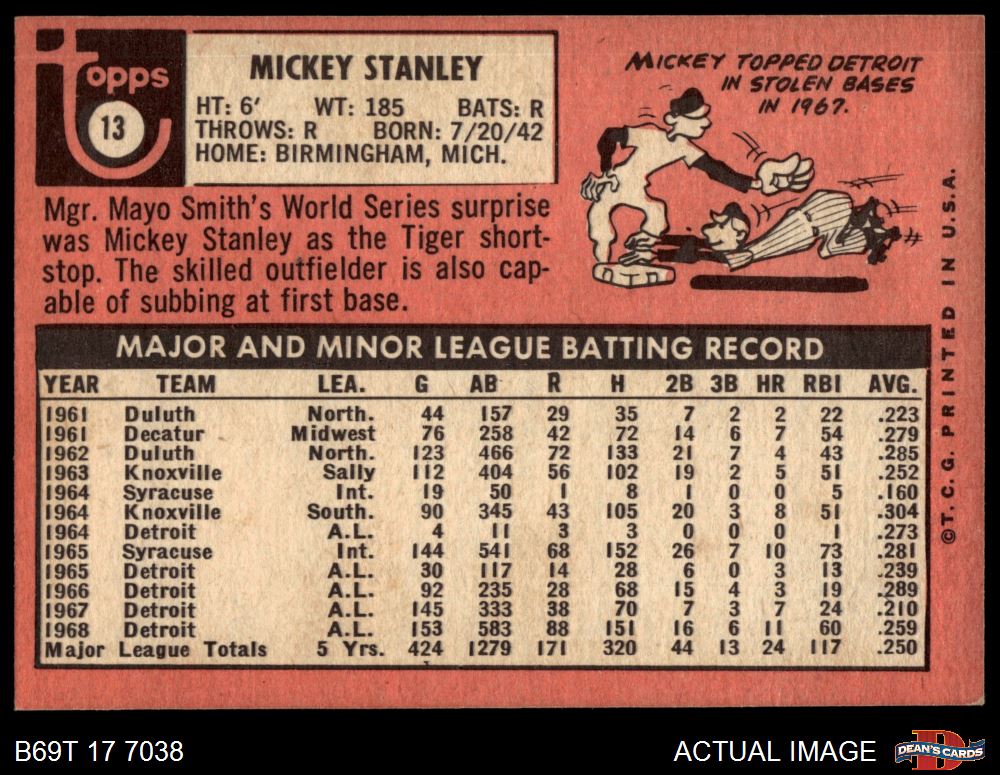 Topps
13
MICKEY STANLEY
HT: 6' WT: 185 BATS: R
THROWS: R BORN: 7/20/42
HOME: BIRMINGHAM, MICH.
MICKEY TOPPED DETROIT
IN STOLEN BASES
IN 1967.
Mgr. Mayo Smith's World Series surprise
was Mickey Stanley as the Tiger short-
stop. The skilled outfielder is also cap-
able of subbing at first base.
MAJOR AND MINOR LEAGUE BATTING RECORD
YEAR TEAM LEA. G AB R H 2B 3B HR RBI AVG.
1961 Duluth North. 44 157 29 35 7 2 2 22 .223
1961 Decatur Midwest 76 258 42 72 14 6 7 54 .279
1962 Duluth North. 123 466 72 133 21 7 4 43 .285
1963 Knoxville Sally 112 404 56 102 19 2 5 51 .252
1964 Syracuse Int. 19 50 1 8 1 0 0 5 .160
1964 Knoxville South. 90 345 43 105 20 3 8 51 .304
1964 Detroit A.L. 4 11 3 3 0 0 0 1 .273
1965 Syracuse Int. 144 541 68 152 26 7 10 73 .281
1965 Detroit A.L. 30 117 14 28 6 0 3 13 .239
1966 Detroit A.L. 92 235 28 68 15 4 3 19 .289
1967 Detroit A.L. 145 333 38 70 7 3 7 24 .210
1968 Detroit A.L. 153 583 88 151 16 6 11 60 .259
Major League Totals 5 Yrs. 424 1279 171 320 44 13 24 117 .250
©T.C.G. PRINTED IN U.S.A.
B69T 17 7038
ACTUAL IMAGE
DEAN'S CARDS